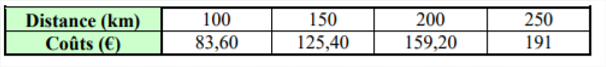 Distance (km) 100 150 200 250
Coûts (€) 83,60 125,40 159,20 191